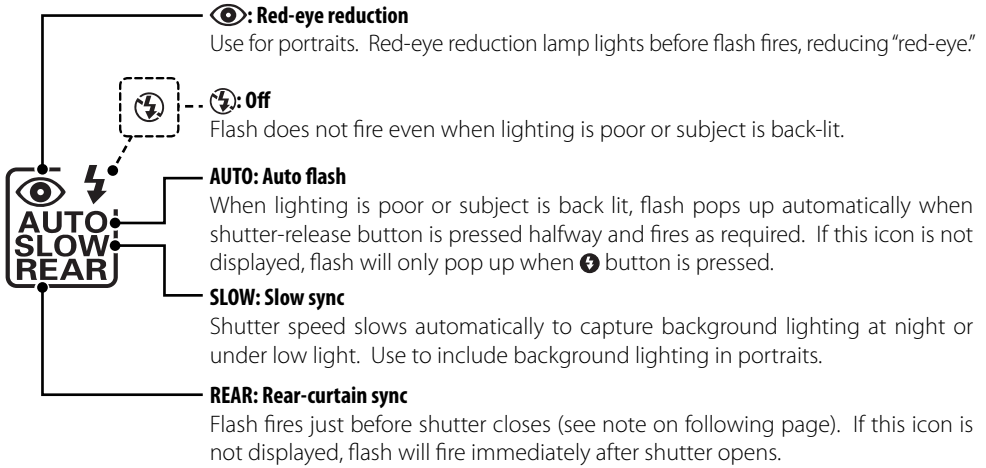 : Red-eye reduction
Use for portraits. Red-eye reduction lamp lights before flash fires, reducing “red-eye.”
: Off
Flash does not fire even when lighting is poor or subject is back-lit.
AUTO: Auto flash
When lighting is poor or subject is back lit, flash pops up automatically when
shutter-release button is pressed halfway and fires as required. If this icon is not
displayed, flash will only pop up when button is pressed.
AUTO
SLOW
REAR
SLOW: Slow sync
Shutter speed slows automatically to capture background lighting at night or
under low light. Use to include background lighting in portraits.
REAR: Rear-curtain sync
Flash fires just before shutter closes (see note on following page). If this icon is
not displayed, flash will fire immediately after shutter opens.